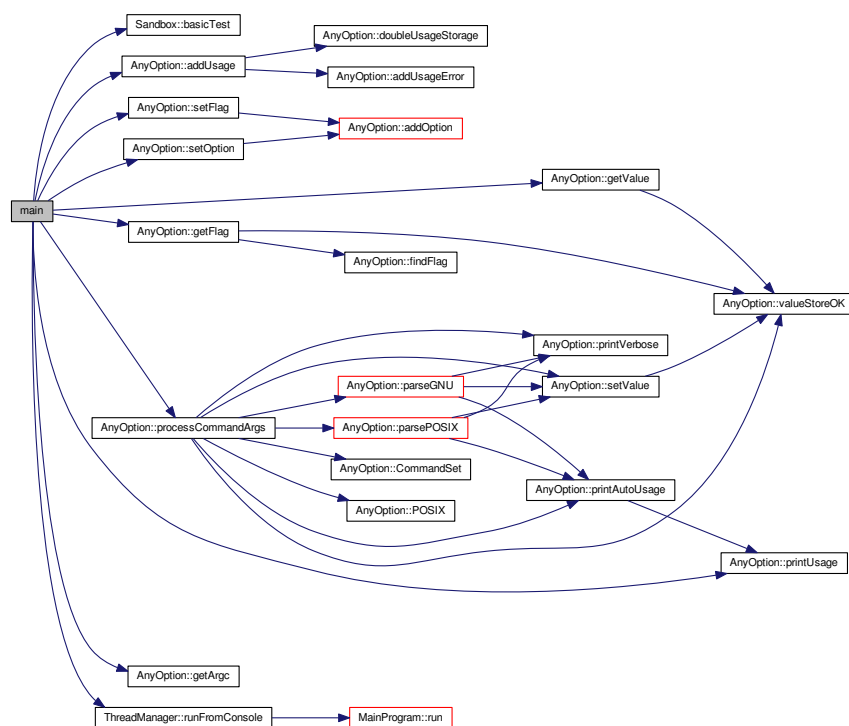 Sandbox::basicTest
AnyOption::doubleUsageStorage
AnyOption::addUsage
AnyOption::addUsageError
AnyOption::setFlag
AnyOption::addOption
AnyOption::setOption
AnyOption::getValue
main
AnyOption::getFlag
AnyOption::findFlag
AnyOption::valueStoreOK
AnyOption::printVerbose
AnyOption::parseGNU
AnyOption::setValue
AnyOption::processCommandArgs
AnyOption::parsePOSIX
AnyOption::CommandSet
AnyOption::printAutoUsage
AnyOption::POSIX
AnyOption::printUsage
AnyOption::getArgc
ThreadManager::runFromConsole
MainProgram::run